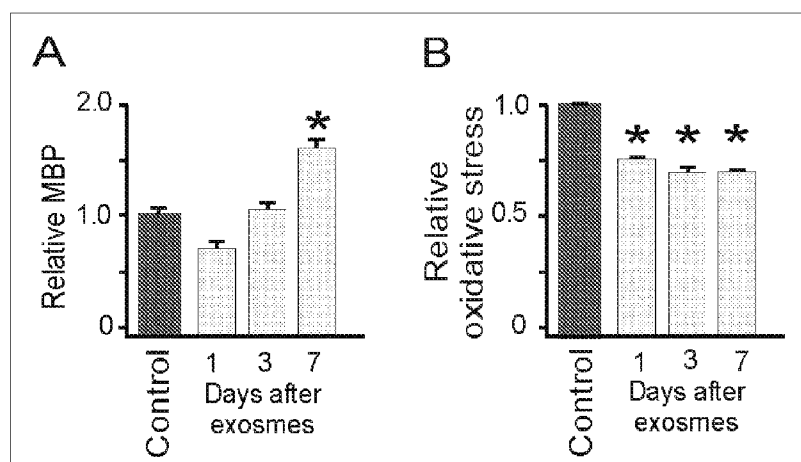 A
Relative MBP
2.0
1.0
0
*
Control
1
3
7
Days after
exosmes
B
Relative
oxidative stress
1.0
0.5
0
* * *
Control
1
3
7
Days after
exosmes